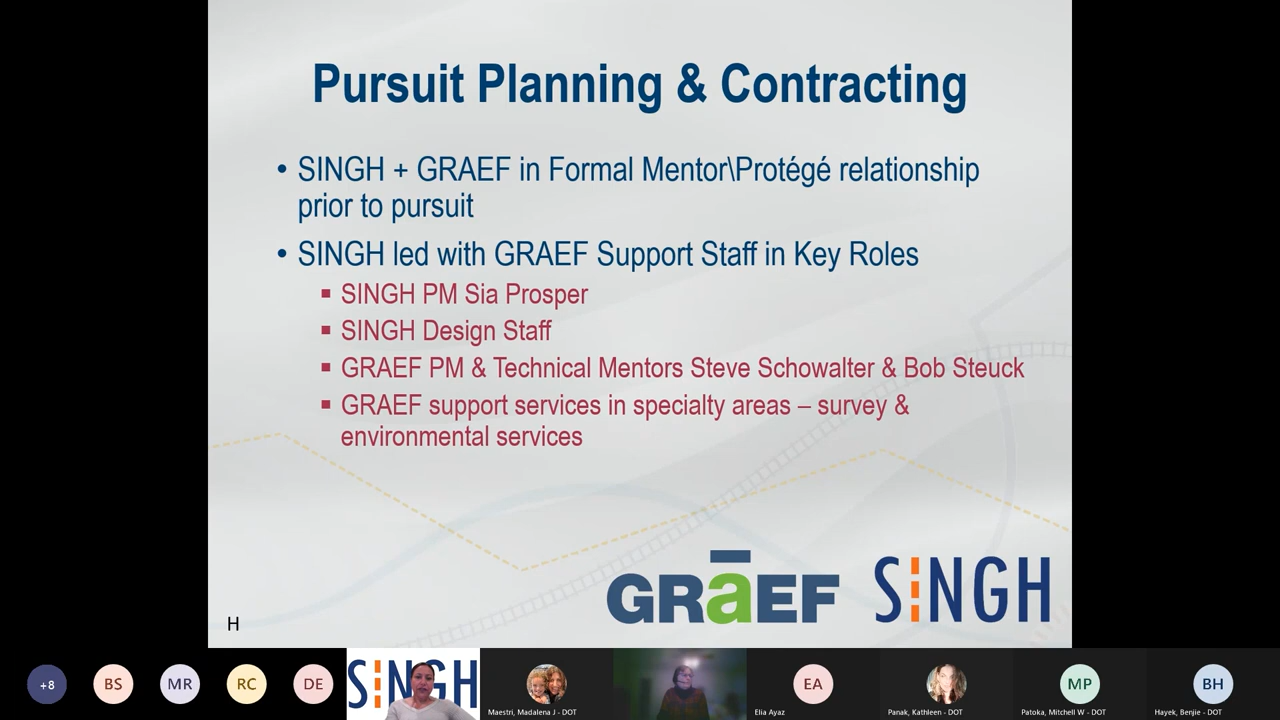 Pursuit Planning & Contracting
• SINGH + GRAEF in Formal Mentor\Protégé relationship
prior to pursuit
• SINGH led with GRAEF Support Staff in Key Roles
▪ SINGH PM Sia Prosper
▪ SINGH Design Staff
▪ GRAEF PM & Technical Mentors Steve Schowalter & Bob Steuck
▪ GRAEF support services in specialty areas – survey &
environmental services
GRaEF
SINGH
H
+8
BS
MR
RC
DE
SINGH
Maestri, Madalena J - DOT
EA
Elia Ayaz
Panak, Kathleen - DOT
MP
Patoka, Mitchell W - DOT
BH
Hayek, Benjie - DOT